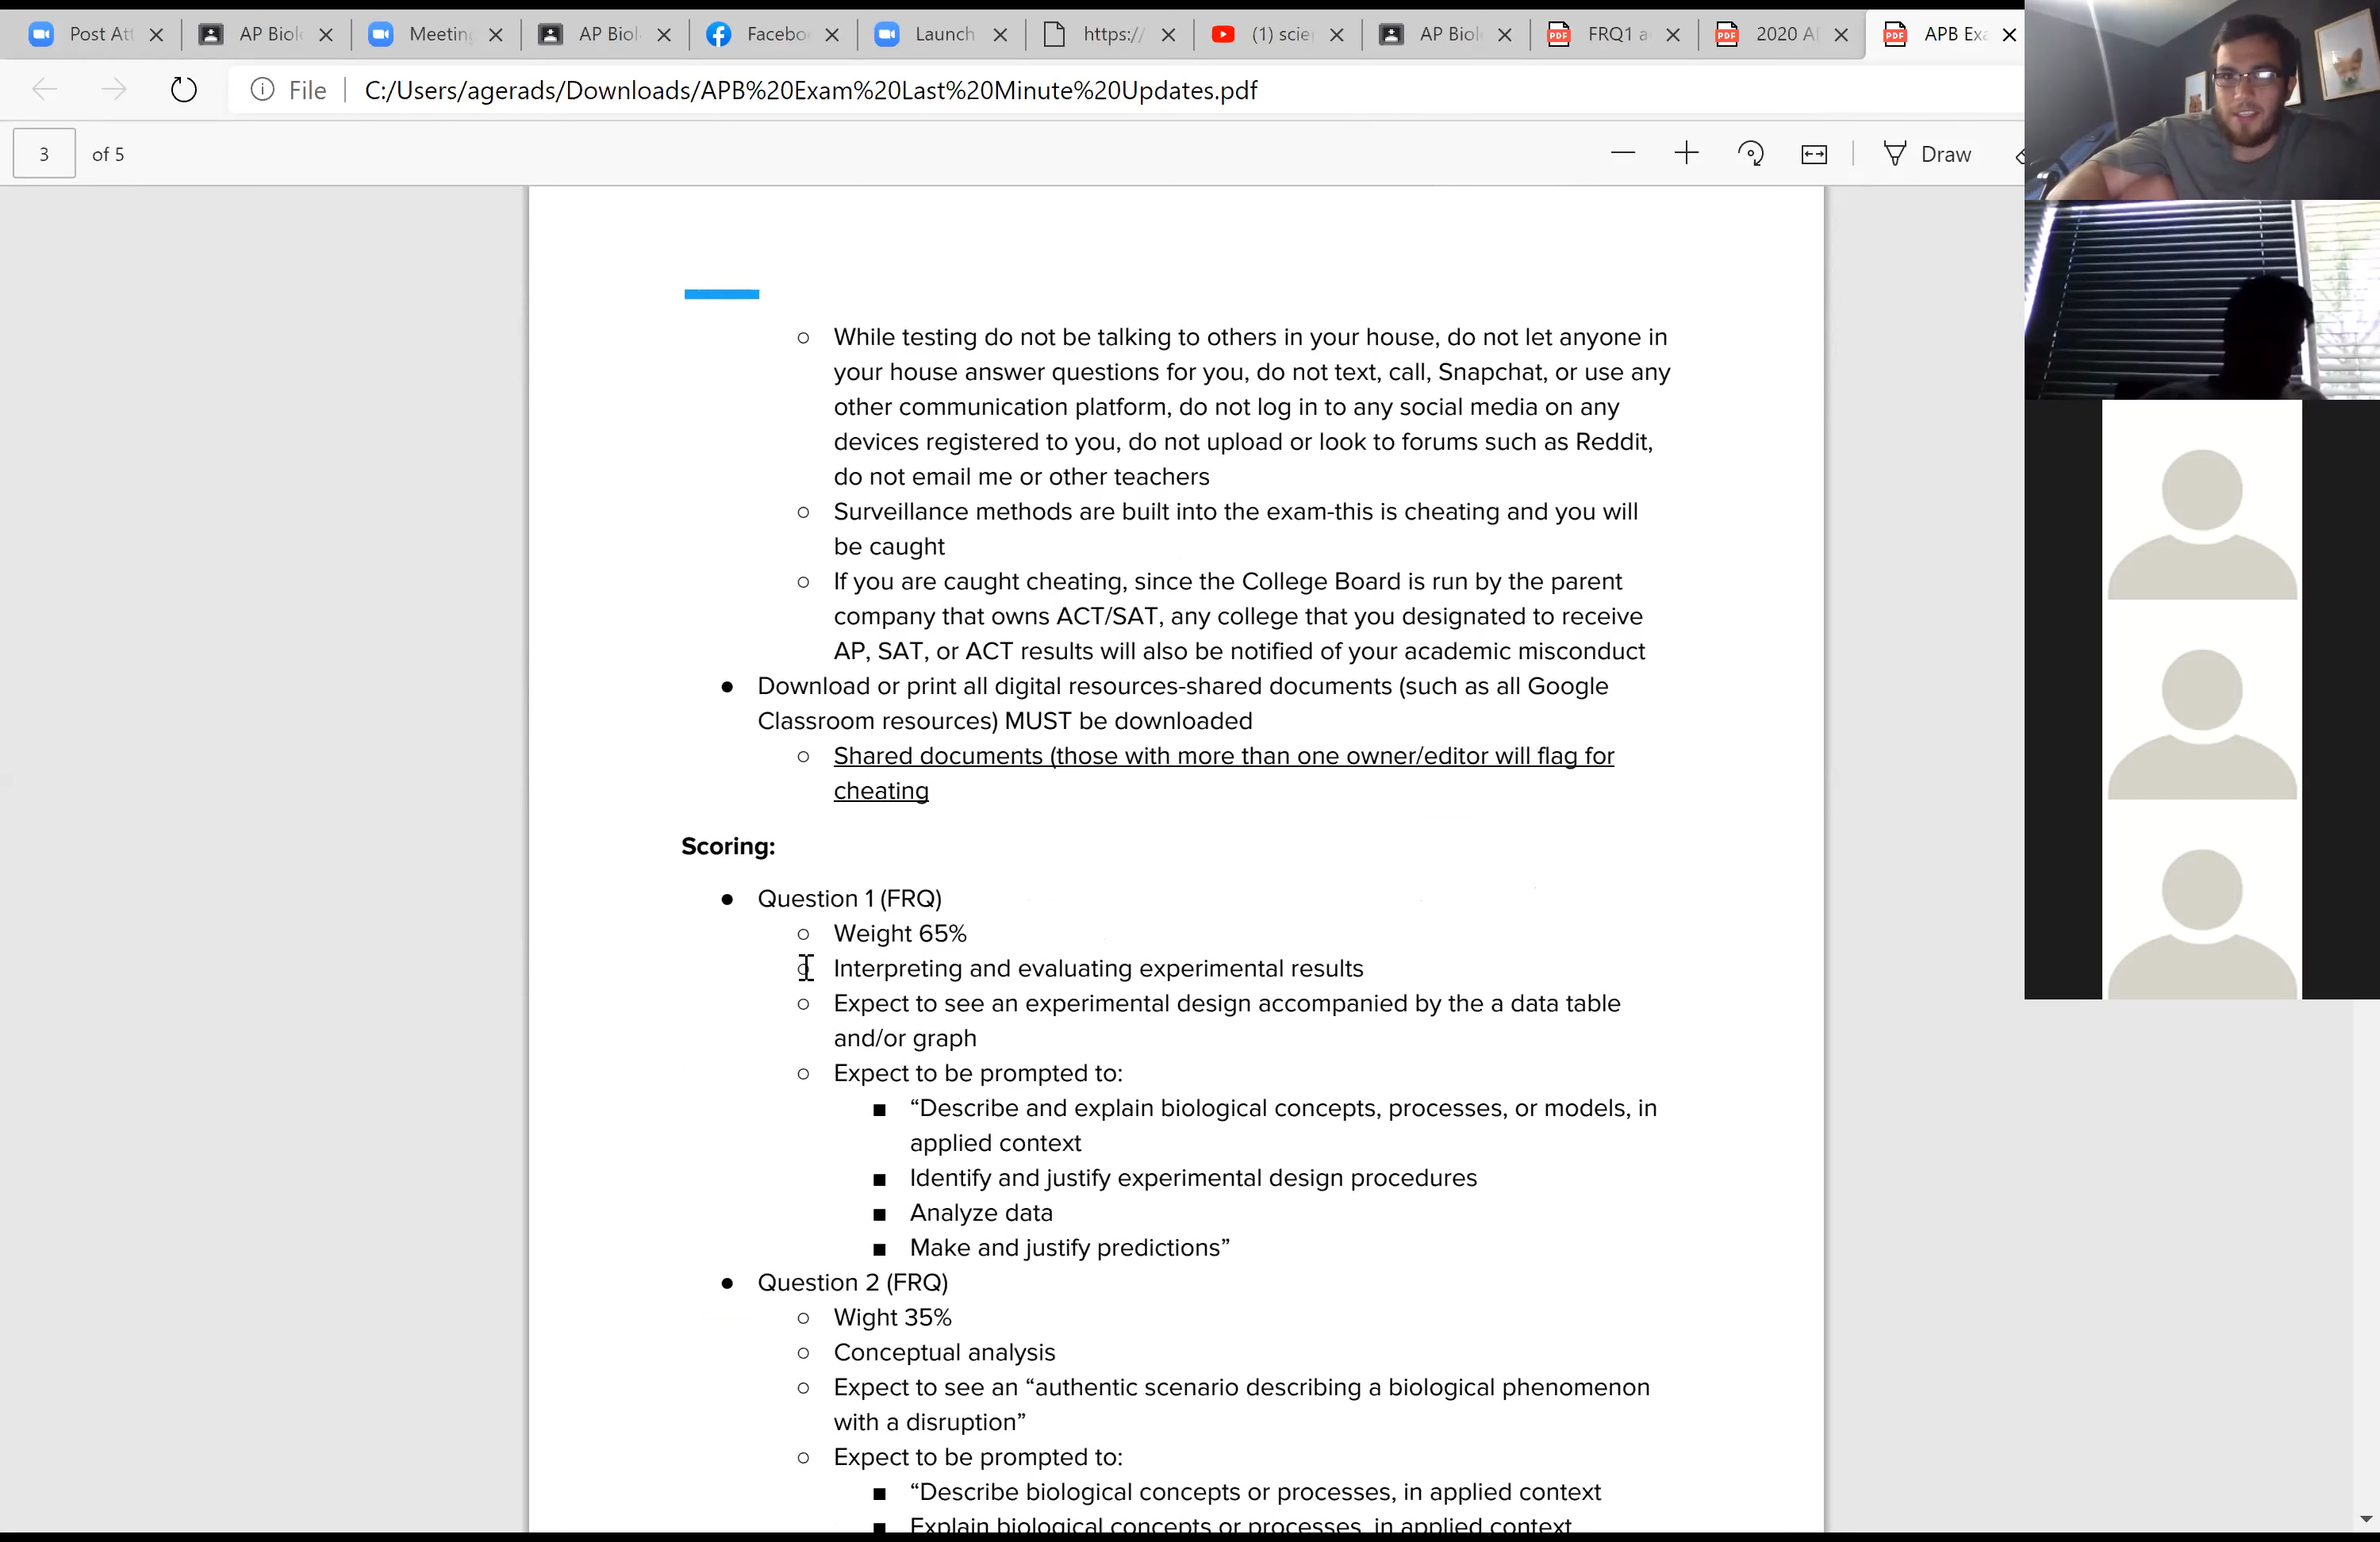 Post At
AP Biol
Meetin
AP Biol
Facebo
Launch
https://
(1) scie
AP Biol
FRQ1 a
2020 A
APB Exa
File
C:/Users/agerads/Downloads/APB%20Exam%20Last%20Minute%20Updates.pdf
3 of 5
Draw
○ While testing do not be talking to others in your house, do not let anyone in
your house answer questions for you, do not text, call, Snapchat, or use any
other communication platform, do not log in to any social media on any
devices registered to you, do not upload or look to forums such as Reddit,
do not email me or other teachers
○ Surveillance methods are built into the exam-this is cheating and you will
be caught
○ If you are caught cheating, since the College Board is run by the parent
company that owns ACT/SAT, any college that you designated to receive
AP, SAT, or ACT results will also be notified of your academic misconduct
● Download or print all digital resources-shared documents (such as all Google
Classroom resources) MUST be downloaded
○ Shared documents (those with more than one owner/editor will flag for
cheating
Scoring:
● Question 1 (FRQ)
○ Weight 65%
○ Interpreting and evaluating experimental results
○ Expect to see an experimental design accompanied by the a data table
and/or graph
○ Expect to be prompted to:
■ “Describe and explain biological concepts, processes, or models, in
applied context
■ Identify and justify experimental design procedures
■ Analyze data
■ Make and justify predictions”
● Question 2 (FRQ)
○ Wight 35%
○ Conceptual analysis
○ Expect to see an “authentic scenario describing a biological phenomenon
with a disruption”
○ Expect to be prompted to:
■ “Describe biological concepts or processes, in applied context
■ Explain biological concepts or processes, in applied context